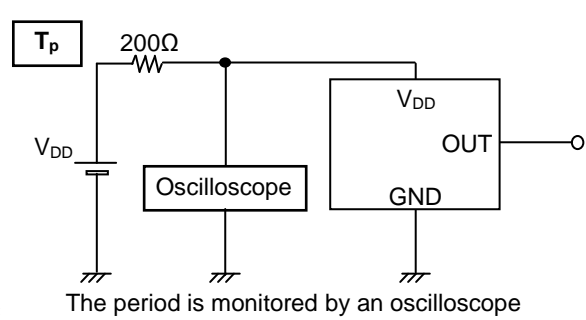 Tp
200Ω
VDD
VDD
OUT
Oscilloscope
GND
The period is monitored by an oscilloscope